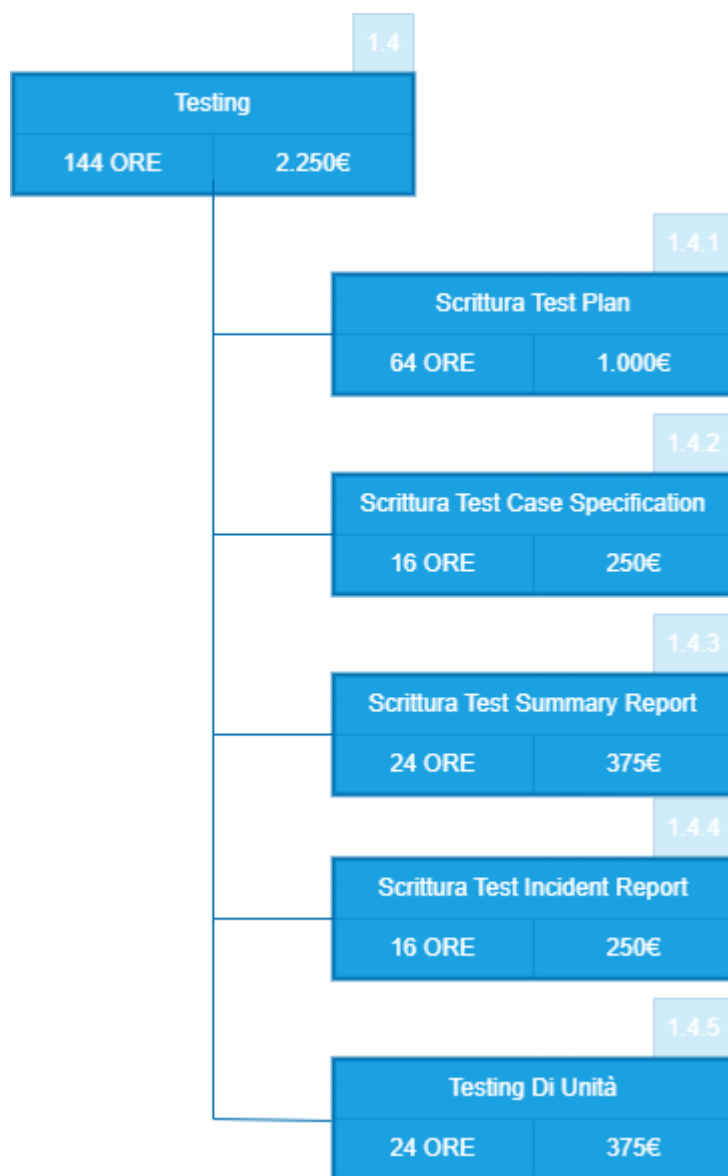 1.4
Testing
144 ORE 2.250€
1.4.1
Scrittura Test Plan
64 ORE 1.000€
1.4.2
Scrittura Test Case Specification
16 ORE 250€
1.4.3
Scrittura Test Summary Report
24 ORE 375€
1.4.4
Scrittura Test Incident Report
16 ORE 250€
1.4.5
Testing Di Unità
24 ORE 375€